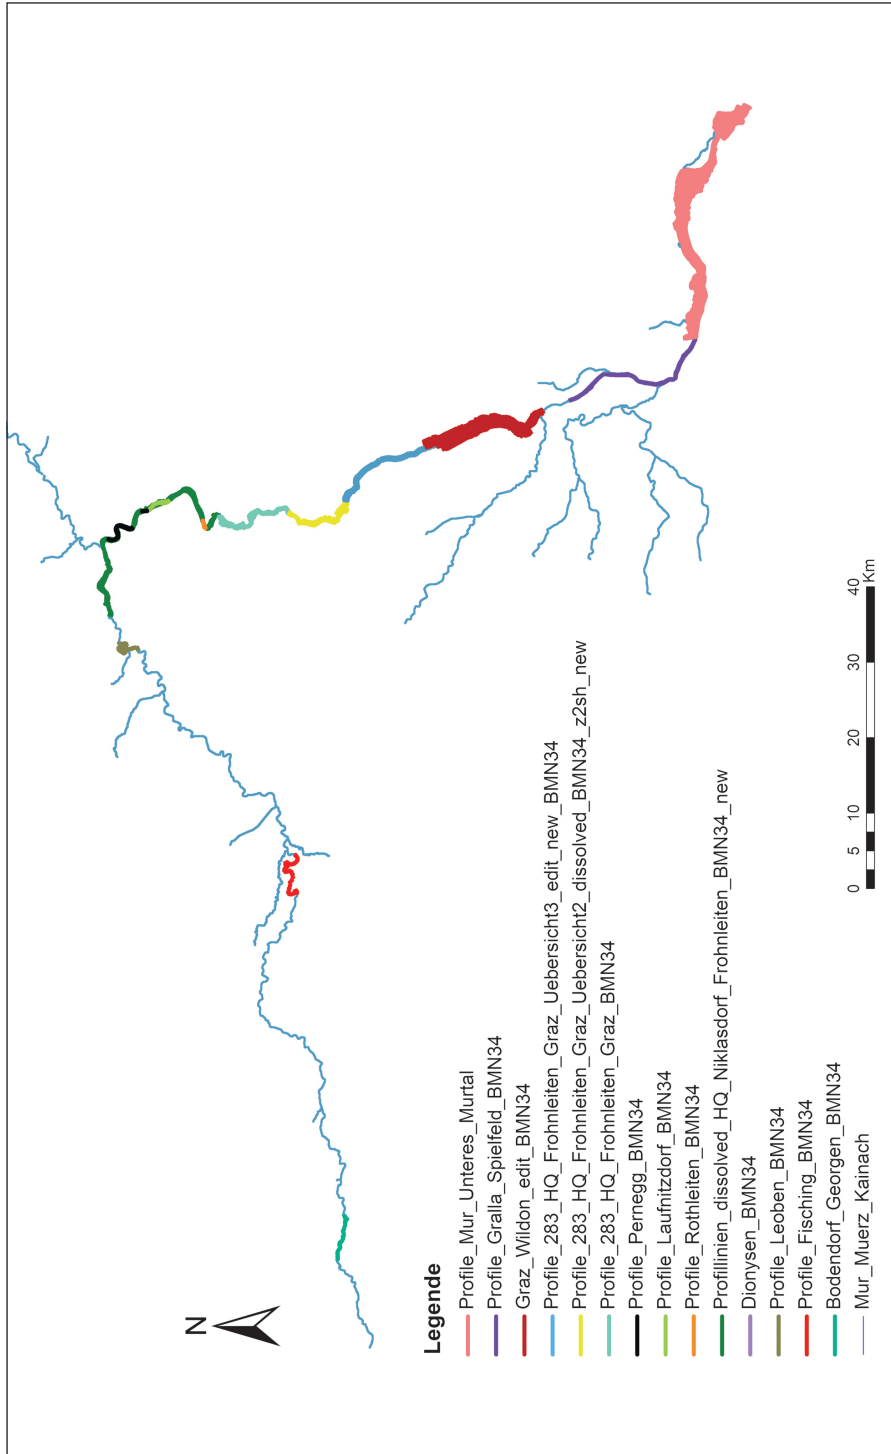 N
Legende
Profile_Mur_Unteres_Murtal
Profile_Gralla_Spielfeld_BMN34
Graz_Wildon_edit_BMN34
Profile_283_HQ_Frohnleiten_Graz_Uebersicht3_edit_new_BMN34
Profile_283_HQ_Frohnleiten_Graz_Uebersicht2_dissolved_BMN34_z2sh_new
Profile_283_HQ_Frohnleiten_Graz_BMN34
Profile_Pernegg_BMN34
Profile_Laufnitzdorf_BMN34
Profile_Rothleiten_BMN34
Profillinien_dissolved_HQ_Niklasdorf_Frohnleiten_BMN34_new
Dionysen_BMN34
Profile_Leoben_BMN34
Profile_Fisching_BMN34
Bodendorf_Georgen_BMN34
Mur_Muerz_Kainach
0 5 10 20 30 40
Km